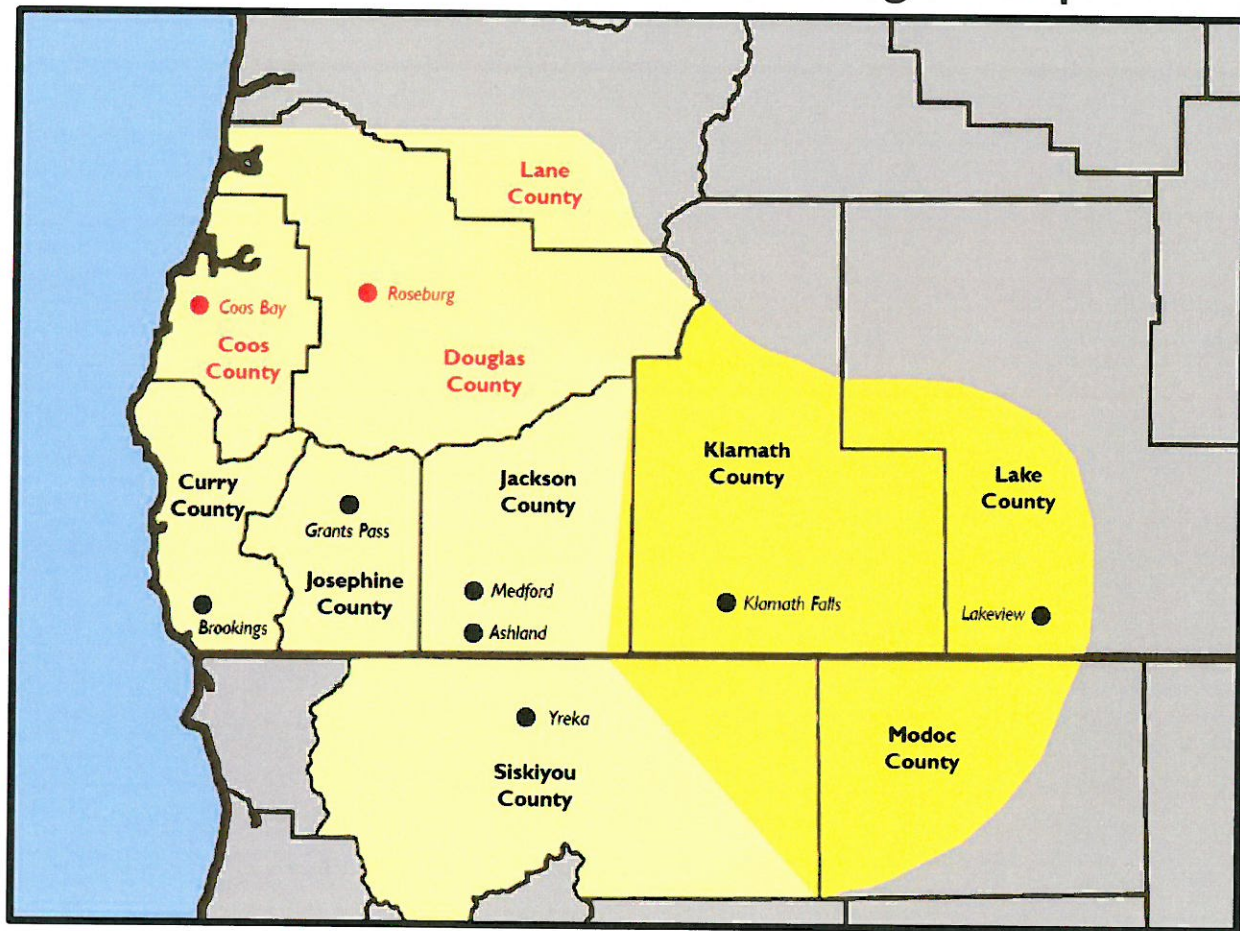 Lane
County
Coos Bay
Roseburg
Coos
County
Douglas
County
Klamath
County
Lake
County
Curry
County
Jackson
County
Grants Pass
Josephine
County
Medford
Klamath Falls
Lakeview
Brookings
Ashland
Yreka
Modoc
County
Siskiyou
County